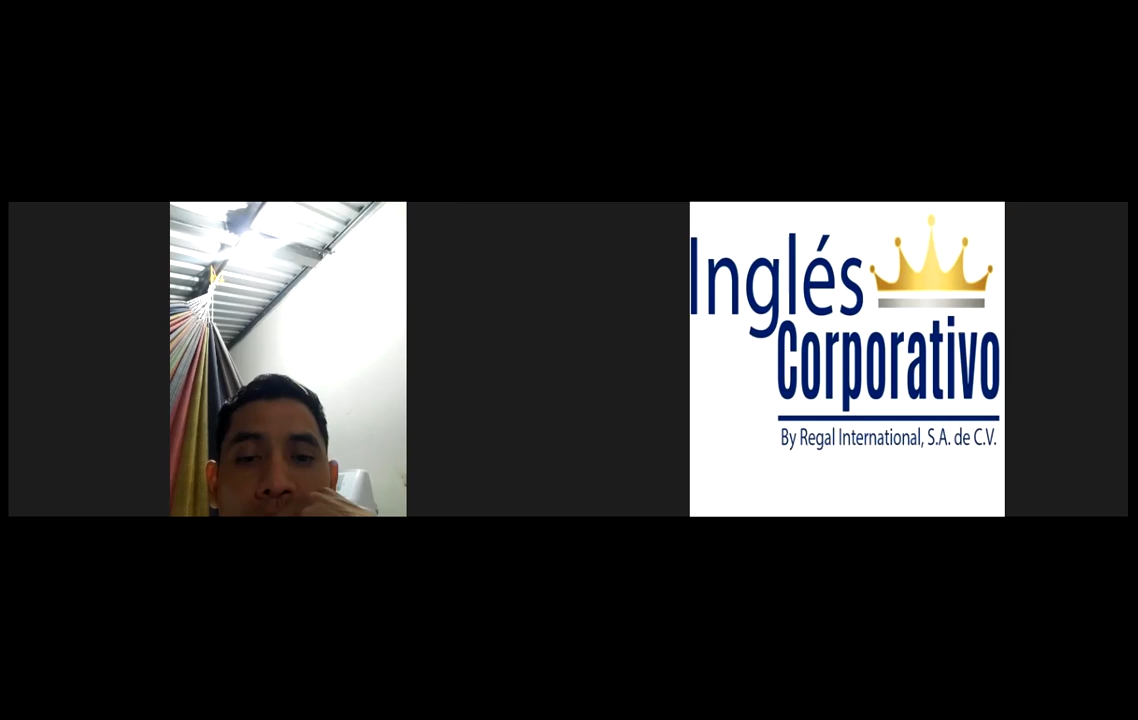 Inglés
Corporativo
By Regal International, S.A. de C.V.